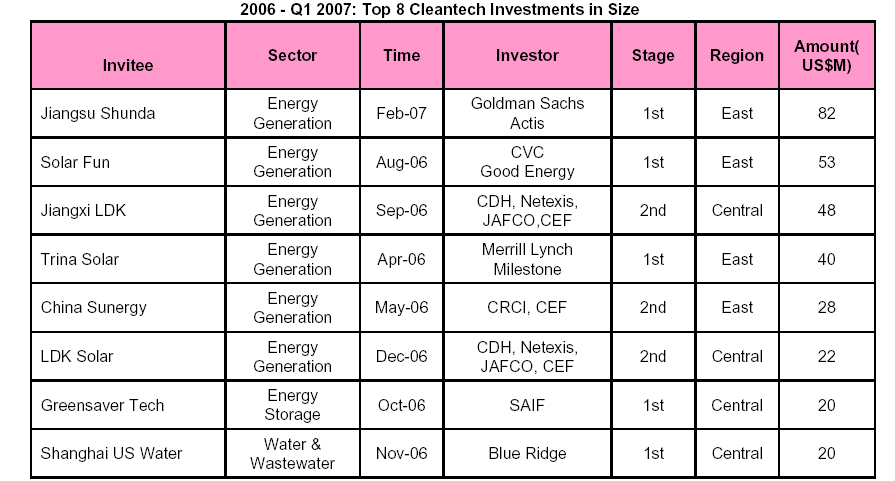 2006 - Q1 2007: Top 8 Cleantech Investments in Size
Invitee Sector Time Investor Stage Region Amount(
US$M)
Jiangsu Shunda Energy
Generation Feb-07 Goldman Sachs
Actis 1st East 82
Solar Fun Energy
Generation Aug-06 CVC
Good Energy 1st East 53
Jiangxi LDK Energy
Generation Sep-06 CDH, Netexis,
JAFCO,CEF 2nd Central 48
Trina Solar Energy
Generation Apr-06 Merrill Lynch
Milestone 1st East 40
China Sunergy Energy
Generation May-06 CRCI, CEF 2nd East 28
LDK Solar Energy
Generation Dec-06 CDH, Netexis,
JAFCO, CEF 2nd Central 22
Greensaver Tech Energy
Storage Oct-06 SAIF 1st Central 20
Shanghai US Water Water &
Wastewater Nov-06 Blue Ridge 1st Central 20